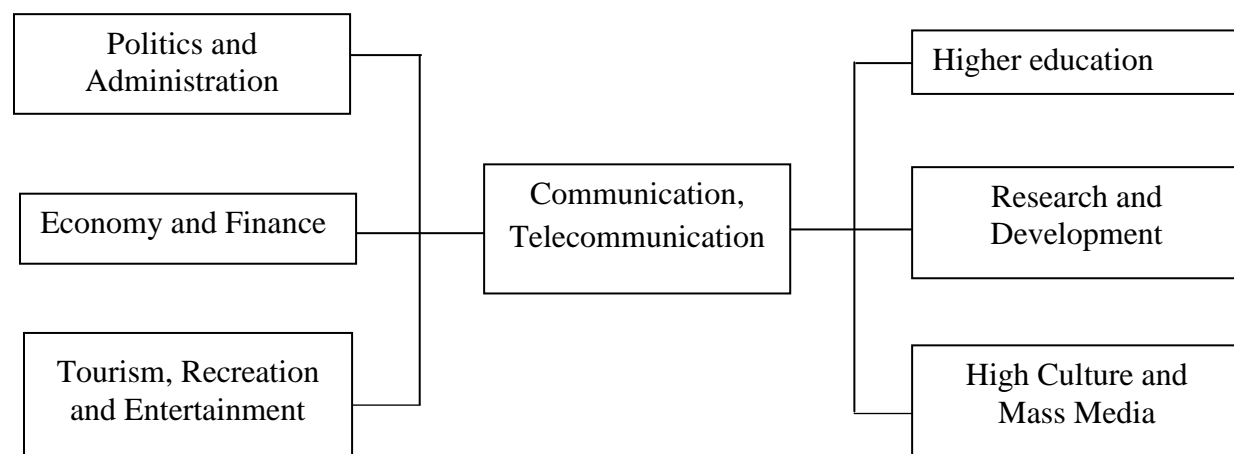 Politics and
Administration
Economy and Finance
Tourism, Recreation
and Entertainment
Communication,
Telecommunication
Higher education
Research and
Development
High Culture and
Mass Media